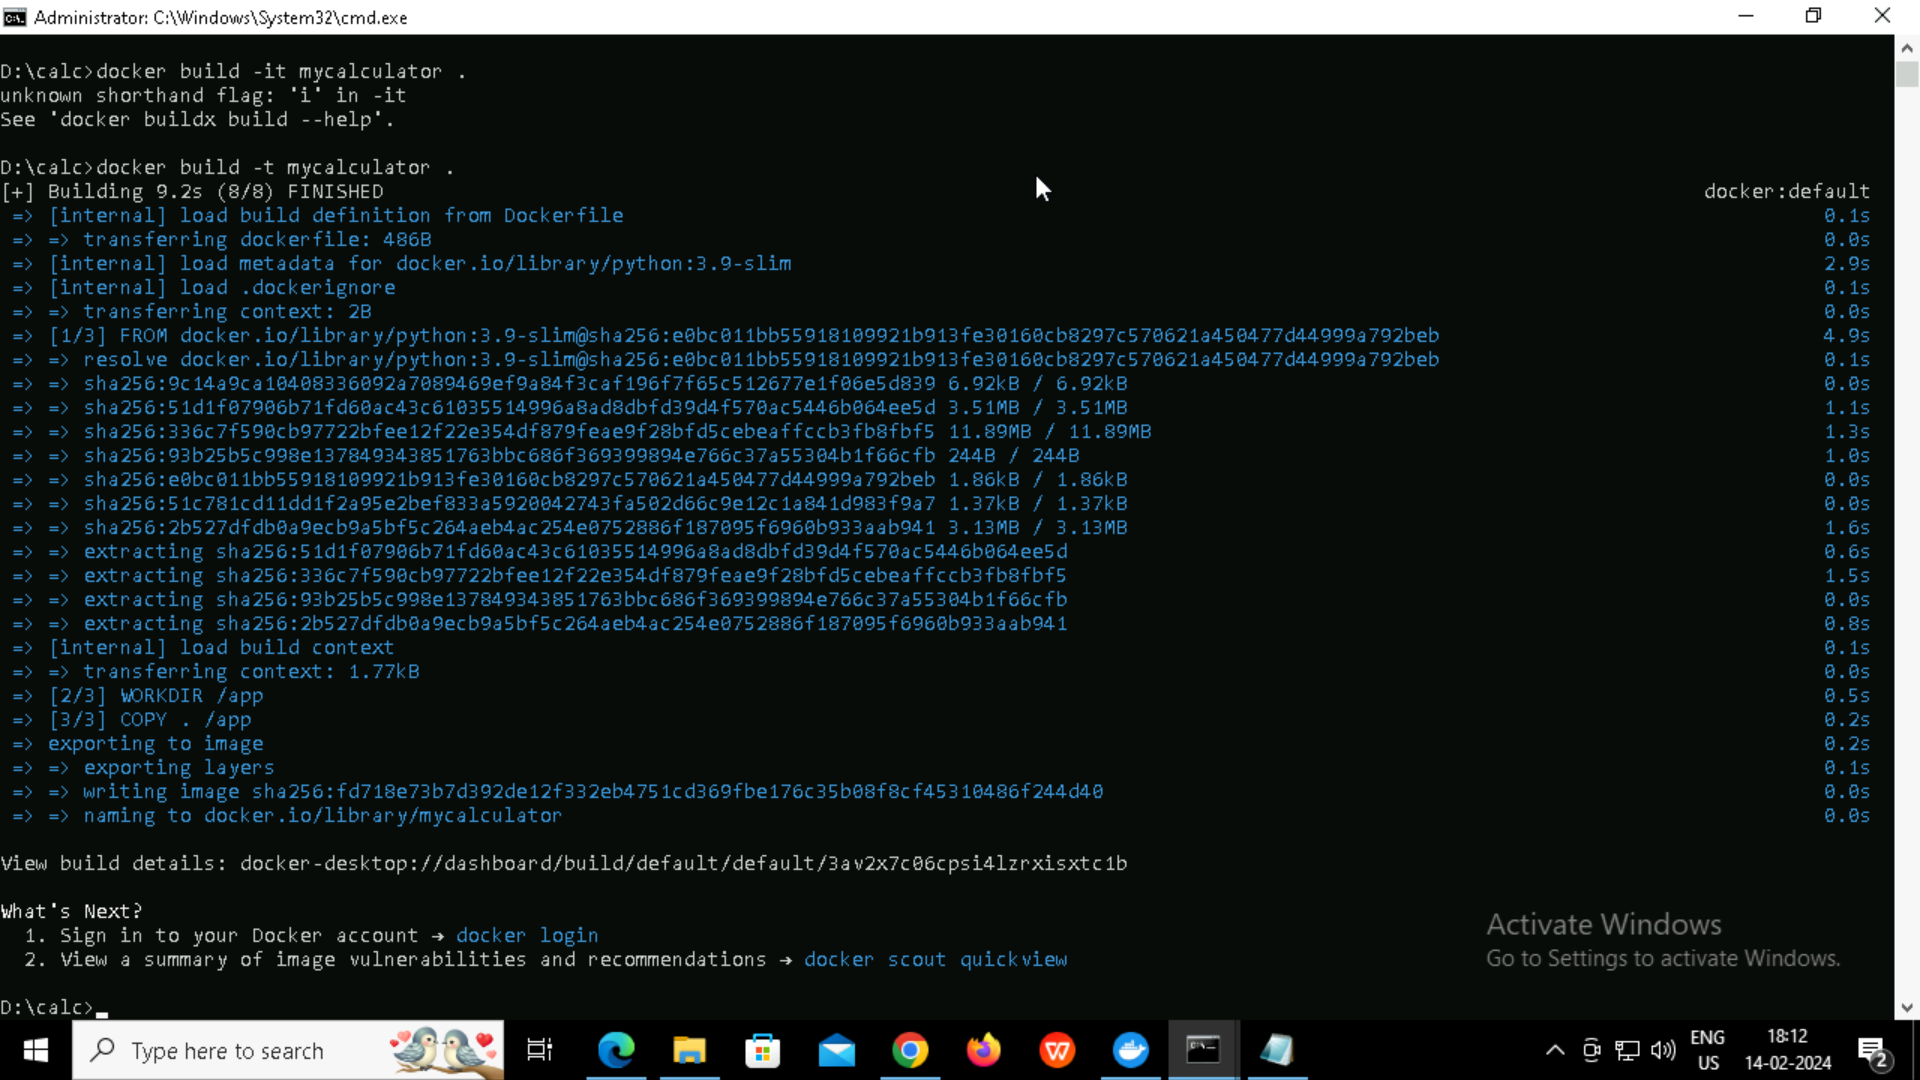 Administrator: C:\Windows\System32\cmd.exe
D:\calc>docker build -it mycalculator .
unknown shorthand flag: 'i' in -it
See 'docker buildx build --help'.
D:\calc>docker build -t mycalculator .
[+] Building 9.2s (8/8) FINISHED docker:default
=> [internal] load build definition from Dockerfile 0.1s
=> => transferring dockerfile: 486B 0.0s
=> [internal] load metadata for docker.io/library/python:3.9-slim 2.9s
=> [internal] load .dockerignore 0.1s
=> => transferring context: 2B 0.0s
=> [1/3] FROM docker.io/library/python:3.9-slim@sha256:e0bc011bb55918109921b913fe30160cb8297c570621a450477d44999a792beb 4.9s
=> => resolve docker.io/library/python:3.9-slim@sha256:e0bc011bb55918109921b913fe30160cb8297c570621a450477d44999a792beb 0.1s
=> => sha256:9c14a9ca10408336092a7089469ef9a84f3caf196f7f65c512677e1f06e5d839 6.92kB / 6.92kB 0.0s
=> => sha256:51d1f07906b71fd60ac43c61035514996a8ad8dbfd39d4f570ac5446b064ee5d 3.51MB / 3.51MB 1.1s
=> => sha256:336c7f590cb97722bfee12f22e354df879feae9f28bfd5cebeaffccb3fb8fbf5 11.89MB / 11.89MB 1.3s
=> => sha256:93b25b5c998e137849343851763bbc686f369399894e766c37a55304b1f66cfb 244B / 244B 1.0s
=> => sha256:e0bc011bb55918109921b913fe30160cb8297c570621a450477d44999a792beb 1.86kB / 1.86kB 0.0s
=> => sha256:51c781cd11dd1f2a95e2bef833a5920042743fa502d66c9e12c1a841d983f9a7 1.37kB / 1.37kB 0.0s
=> => sha256:2b527dfdb0a9ecb9a5bf5c264aeb4ac254e0752886f187095f6960b933aab941 3.13MB / 3.13MB 1.6s
=> => extracting sha256:51d1f07906b71fd60ac43c61035514996a8ad8dbfd39d4f570ac5446b064ee5d 0.6s
=> => extracting sha256:336c7f590cb97722bfee12f22e354df879feae9f28bfd5cebeaffccb3fb8fbf5 1.5s
=> => extracting sha256:93b25b5c998e137849343851763bbc686f369399894e766c37a55304b1f66cfb 0.0s
=> => extracting sha256:2b527dfdb0a9ecb9a5bf5c264aeb4ac254e0752886f187095f6960b933aab941 0.8s
=> [internal] load build context 0.1s
=> => transferring context: 1.77kB 0.0s
=> [2/3] WORKDIR /app 0.5s
=> [3/3] COPY . /app 0.2s
=> exporting to image 0.2s
=> => exporting layers 0.1s
=> => writing image sha256:fd718e73b7d392de12f332eb4751cd369fbe176c35b08f8cf45310486f244d40 0.0s
=> => naming to docker.io/library/mycalculator 0.0s
View build details: docker-desktop://dashboard/build/default/default/3av2x7c06cpsi4lzrxisxtc1b
What's Next?
1. Sign in to your Docker account → docker login
2. View a summary of image vulnerabilities and recommendations → docker scout quickview
D:\calc>
Activate Windows
Go to Settings to activate Windows.
Type here to search
ENG
US
18:12
14-02-2024
2